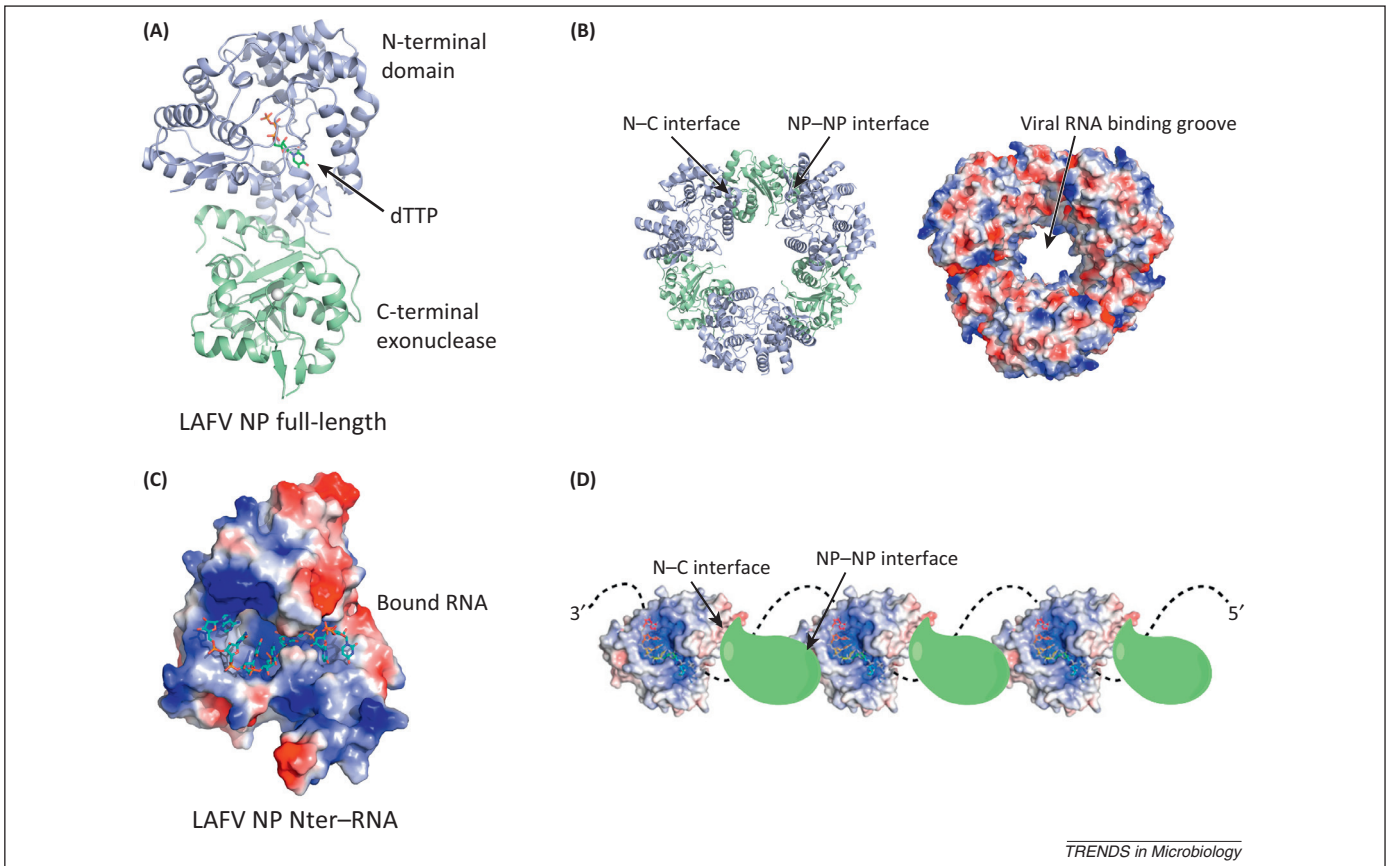 (A)
N-terminal
domain
dTTP
C-terminal
exonuclease
LAFV NP full-length
(B)
N–C interface
NP–NP interface
Viral RNA binding groove
(C)
Bound RNA
LAFV NP Nter–RNA
(D)
N–C interface
NP–NP interface
3′
5′
TRENDS in Microbiology